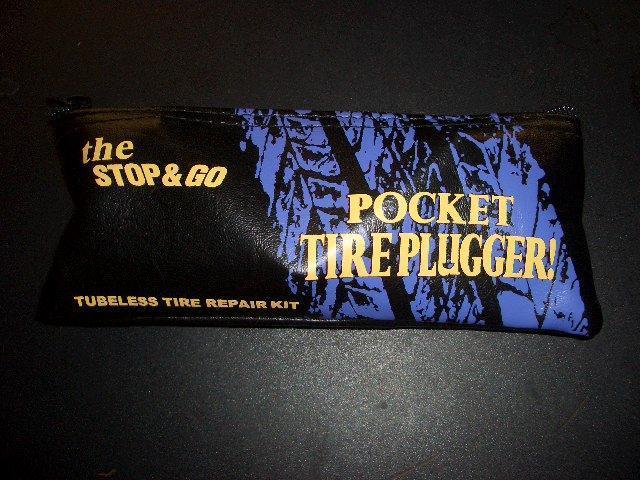 the
STOP & GO
POCKET
TIRE PLUGGER!
TUBELESS TIRE REPAIR KIT